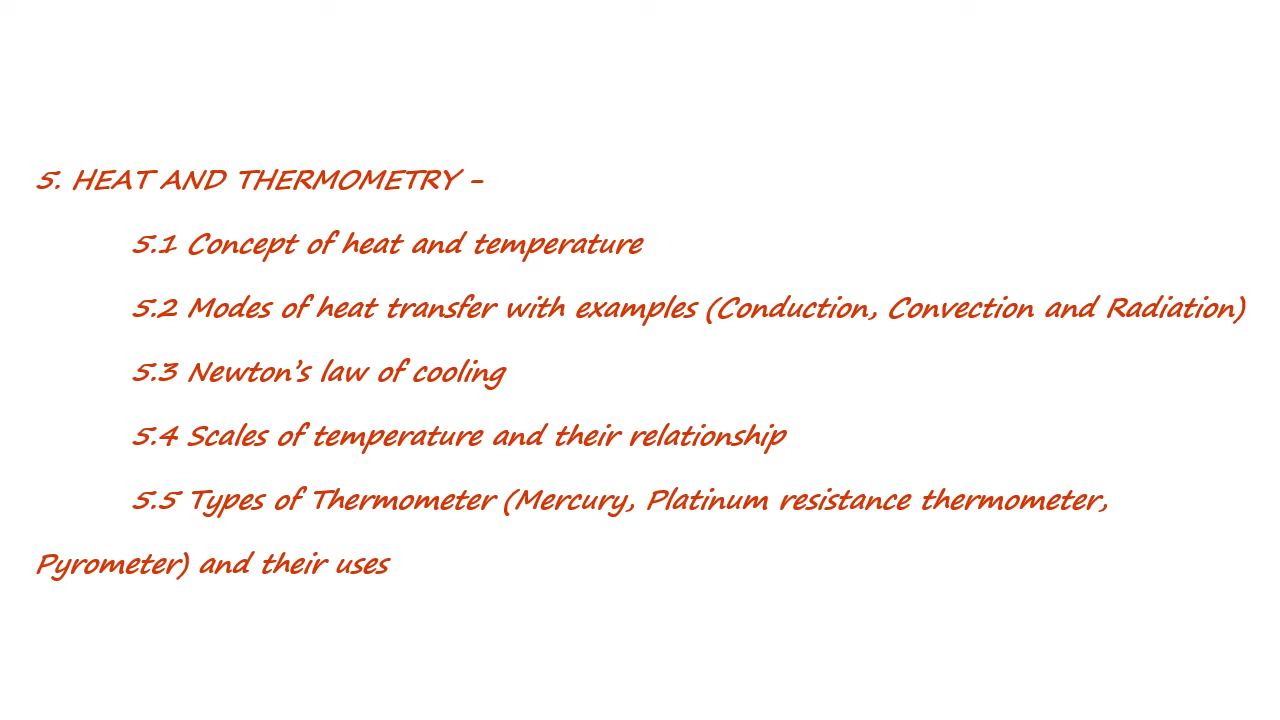 5. HEAT AND THERMOMETRY –
5.1 Concept of heat and temperature
5.2 Modes of heat transfer with examples (Conduction, Convection and Radiation)
5.3 Newton’s law of cooling
5.4 Scales of temperature and their relationship
5.5 Types of Thermometer (Mercury, Platinum resistance thermometer,
Pyrometer) and their uses